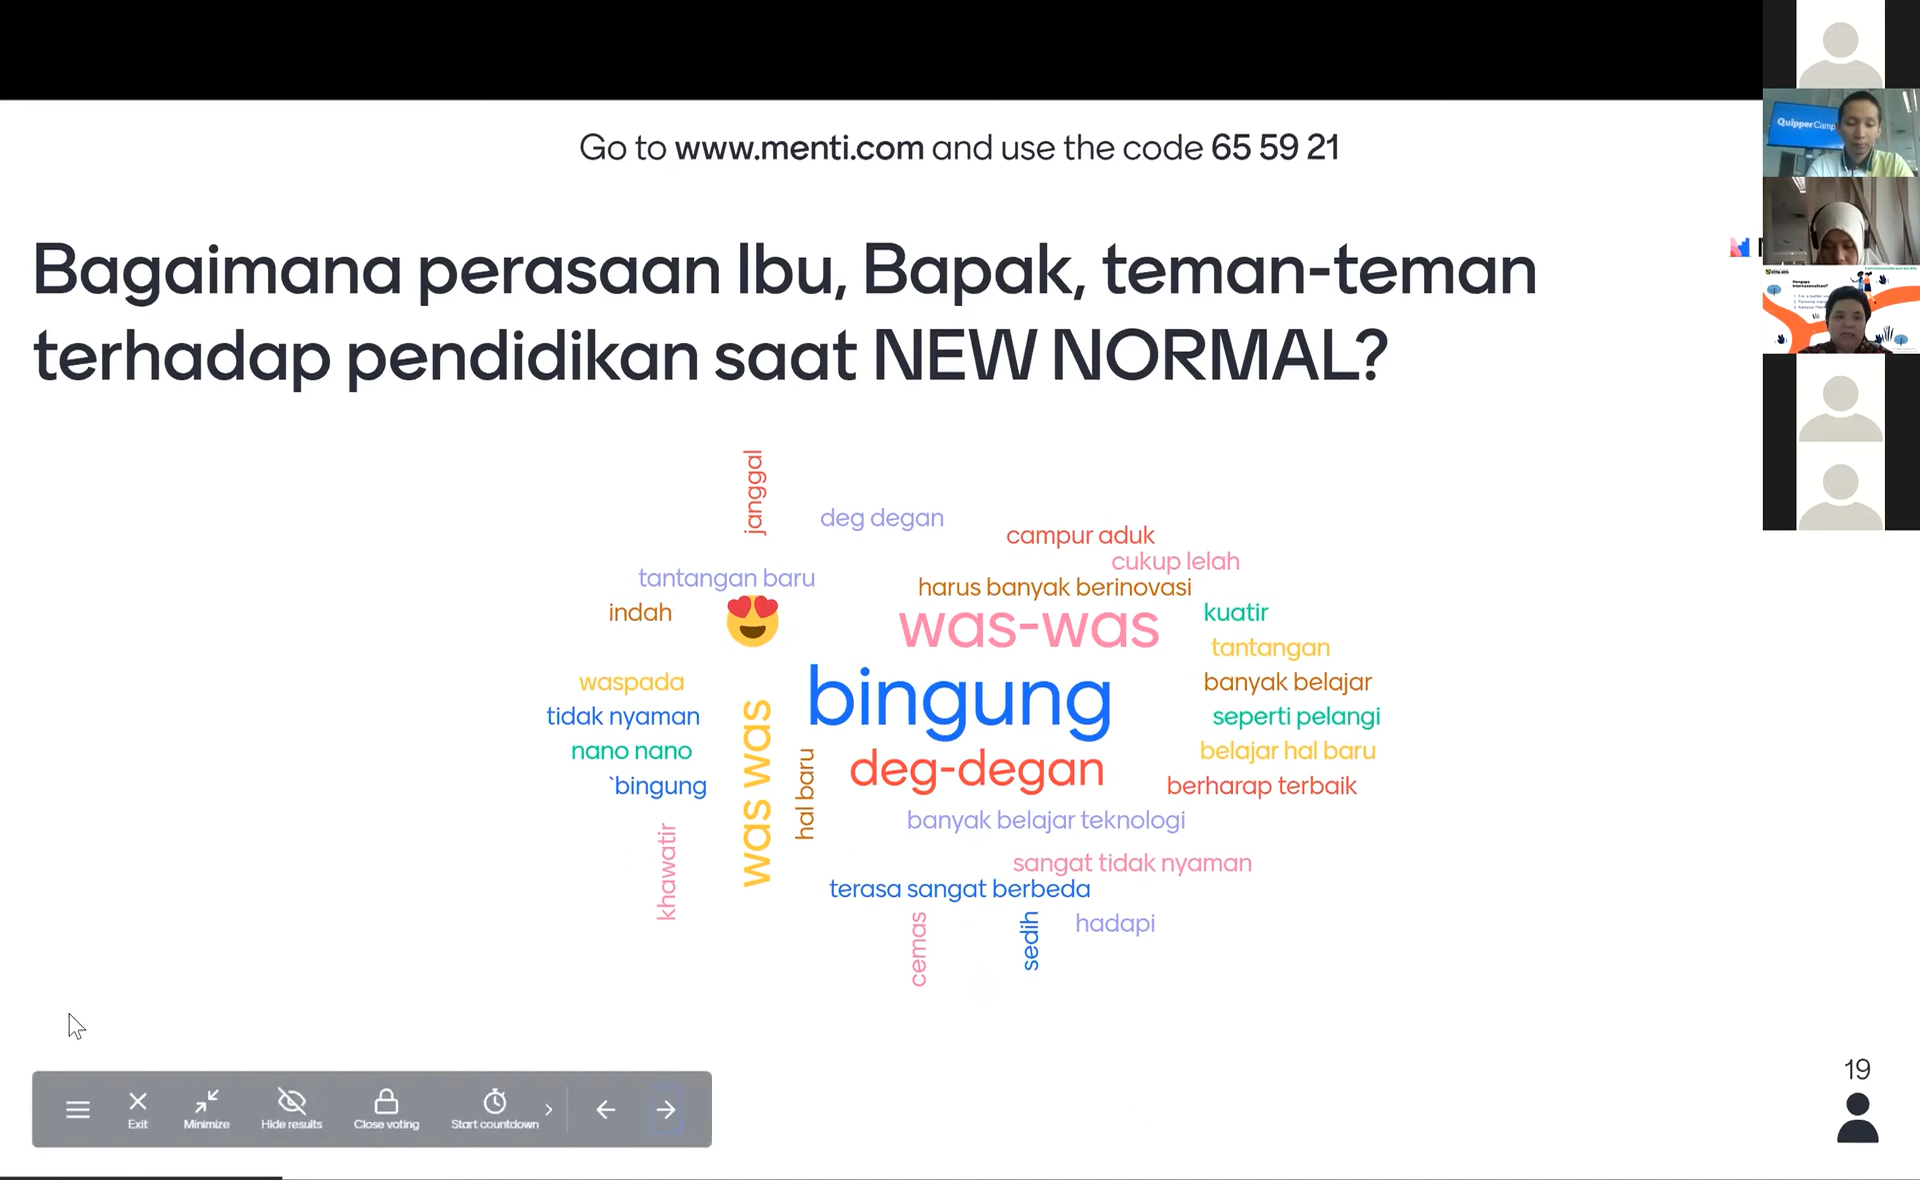 Go to www.menti.com and use the code 65 59 21
Bagaimana perasaan Ibu, Bapak, teman-teman
terhadap pendidikan saat NEW NORMAL?
janggal
deg degan
campur aduk
cukup lelah
tantangan baru
harus banyak berinovasi
indah
was-was
kuatir
tantangan
waspada
bingung
banyak belajar
tidak nyaman
seperti pelangi
nano nano
was was
hal baru
deg-degan
belajar hal baru
`bingung
berharap terbaik
banyak belajar teknologi
khawatir
sangat tidak nyaman
terasa sangat berbeda
cemas
sedih
hadapi
Exit
Minimize
Hide results
Close voting
Start countdown
19
QuipperCamp
Mengapa
Internasionalisasi?